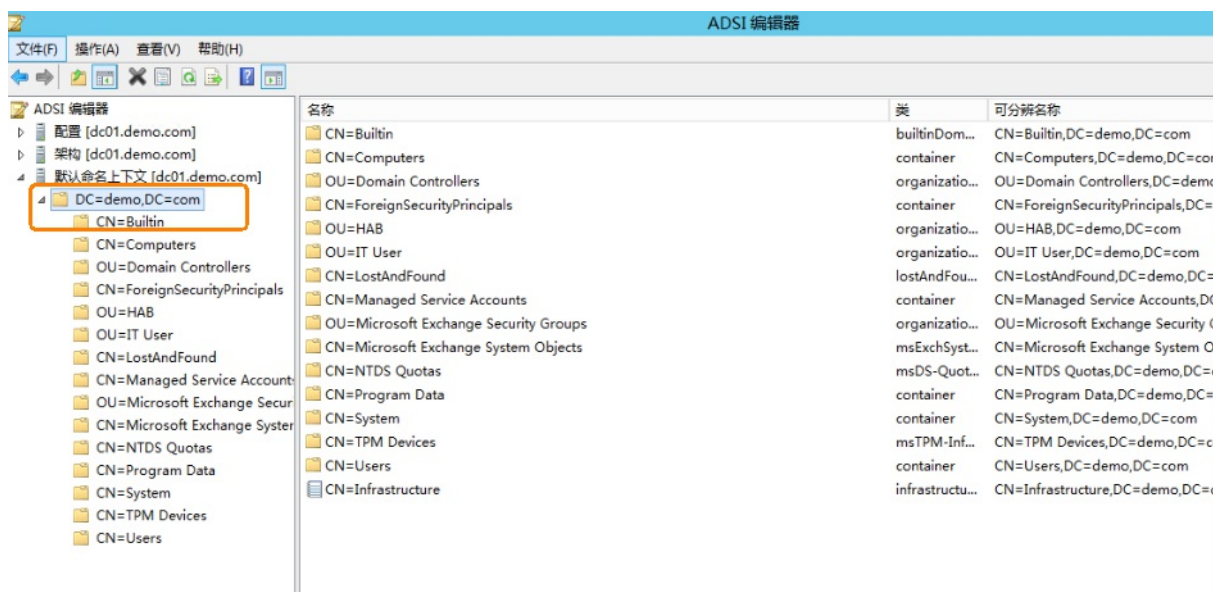 ADSI 编辑器
文件(F) 操作(A) 查看(V) 帮助(H)
ADSI 编辑器
配置 [dc01.demo.com]
架构 [dc01.demo.com]
默认命名上下文 [dc01.demo.com]
DC=demo,DC=com
CN=Builtin
CN=Computers
OU=Domain Controllers
CN=ForeignSecurityPrincipals
OU=HAB
OU=IT User
CN=LostAndFound
CN=Managed Service Account
OU=Microsoft Exchange Secur
CN=Microsoft Exchange System
CN=NTDS Quotas
CN=Program Data
CN=System
CN=TPM Devices
CN=Users
名称 类 可分辨名称
CN=Builtin builtinDom... CN=Builtin,DC=demo,DC=com
CN=Computers container CN=Computers,DC=demo,DC=com
OU=Domain Controllers organizatio... OU=Domain Controllers,DC=demo
CN=ForeignSecurityPrincipals container CN=ForeignSecurityPrincipals,DC=
OU=HAB organizatio... OU=HAB,DC=demo,DC=com
OU=IT User organizatio... OU=IT User,DC=demo,DC=com
CN=LostAndFound lostAndFou... CN=LostAndFound,DC=demo,DC=
CN=Managed Service Accounts container CN=Managed Service Accounts,DC
OU=Microsoft Exchange Security Groups organizatio... OU=Microsoft Exchange Security
CN=Microsoft Exchange System Objects msExchSyst... CN=Microsoft Exchange System O
CN=NTDS Quotas msDS-Quot... CN=NTDS Quotas,DC=demo,DC=
CN=Program Data container CN=Program Data,DC=demo,DC=
CN=System container CN=System,DC=demo,DC=com
CN=TPM Devices msTPM-Inf... CN=TPM Devices,DC=demo,DC=c
CN=Users container CN=Users,DC=demo,DC=com
CN=Infrastructure infrastructu... CN=Infrastructure,DC=demo,DC=